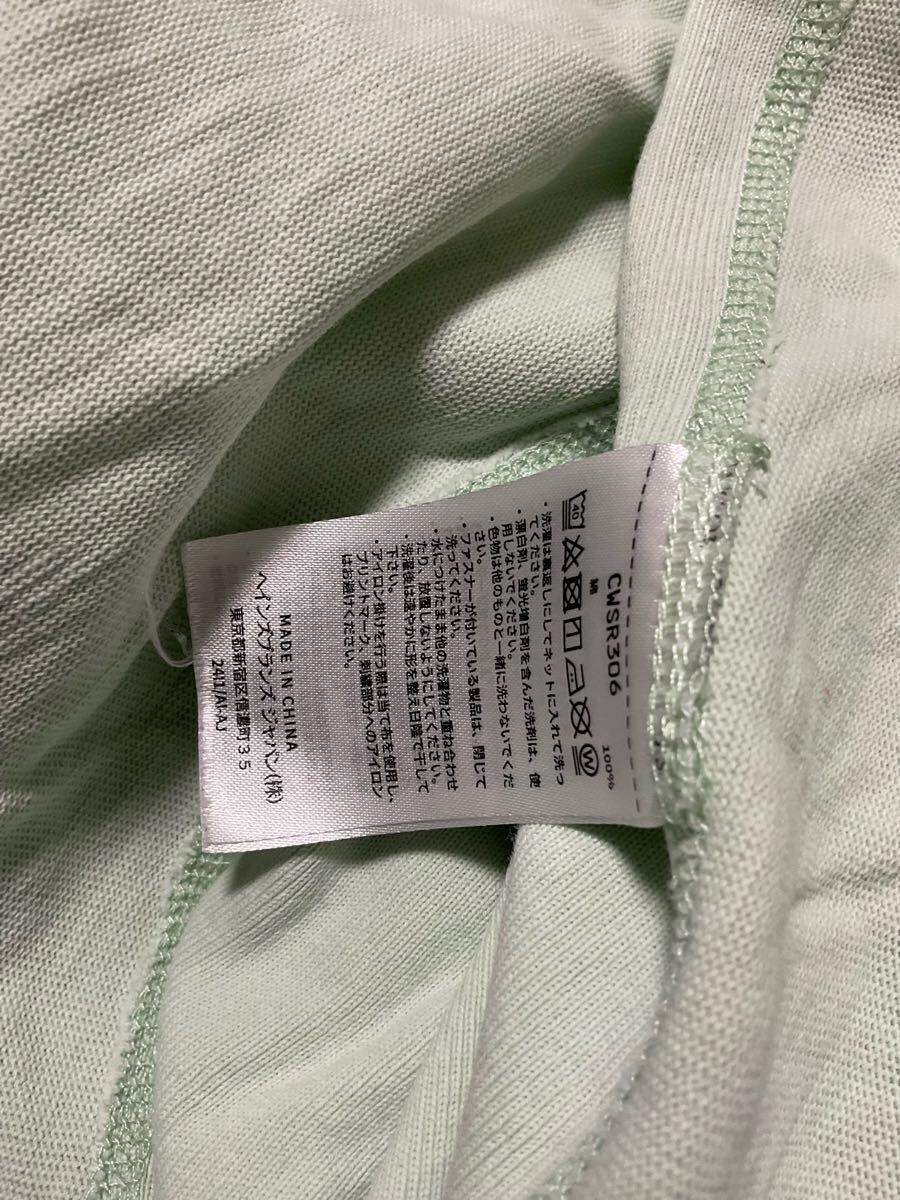 CWSR306
綿 100%
40
W
・洗濯は裏返しにしてネットに入れて洗っ
てください。
・漂白剤、蛍光増白剤を含んだ洗剤は、使
用しないでください。
・色物は他のものと一緒に洗わないでくだ
さい。
・ファスナーが付いている製品は、閉じて
洗ってください。
・水につけたまま他の洗濯物と重ね合わせ
たり、放置しないようにしてください。
・洗濯後は速やかに形を整え日陰で干して
下さい。
・アイロン掛けを行う際は当て布を使用し、
プリント・マーク、刺繍部分へのアイロン
はお避けください。
MADE IN CHINA
ヘインズブランズ ジャパン(株)
東京都新宿区信濃町35